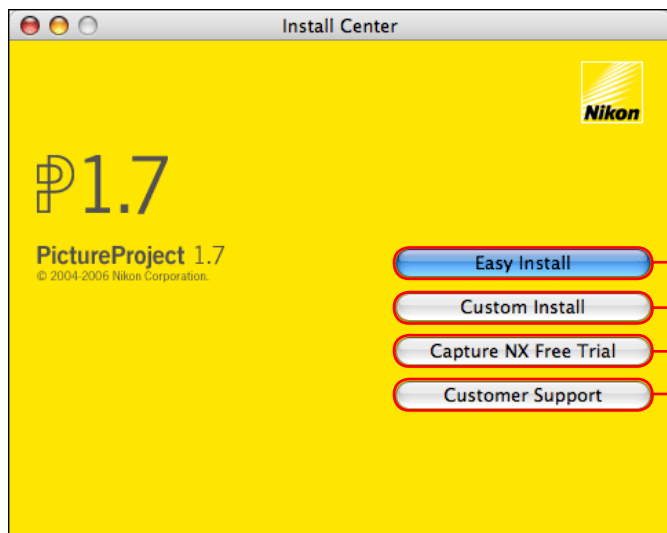 Install Center
Nikon
P1.7
PictureProject 1.7
© 2004-2006 Nikon Corporation.
Easy Install
Custom Install
Capture NX Free Trial
Customer Support